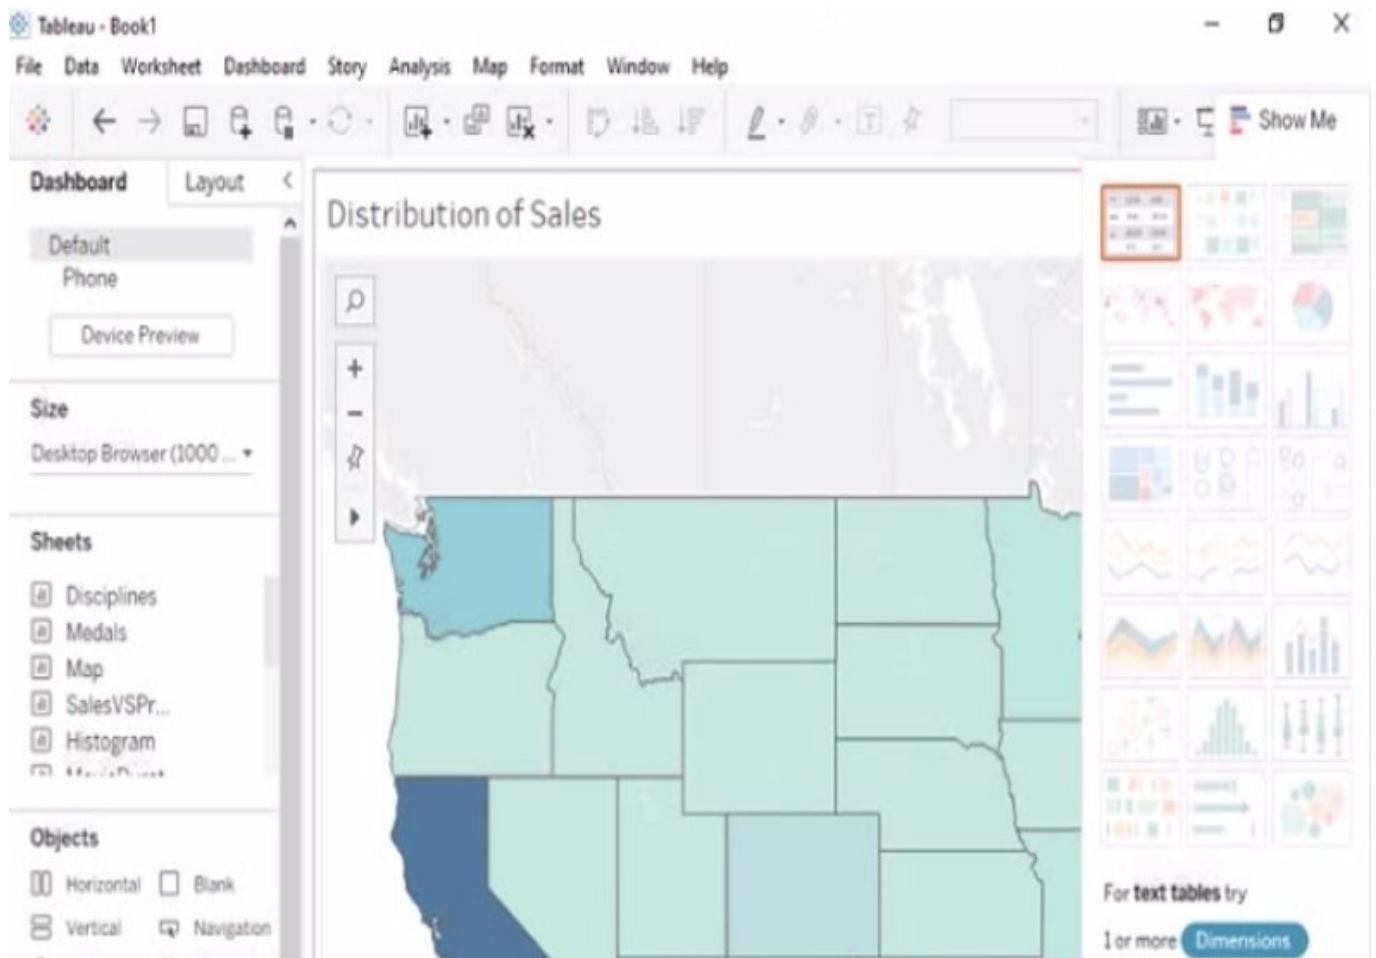 Tableau - Book1
File Data Worksheet Dashboard Story Analysis Map Format Window Help
Show Me
Dashboard Layout
Default
Phone
Device Preview
Size
Desktop Browser (1000 ...
Sheets
Disciplines
Medals
Map
SalesVSPr...
Histogram
Objects
Horizontal Blank
Vertical Navigation
Distribution of Sales
For text tables try
1 or more Dimensions